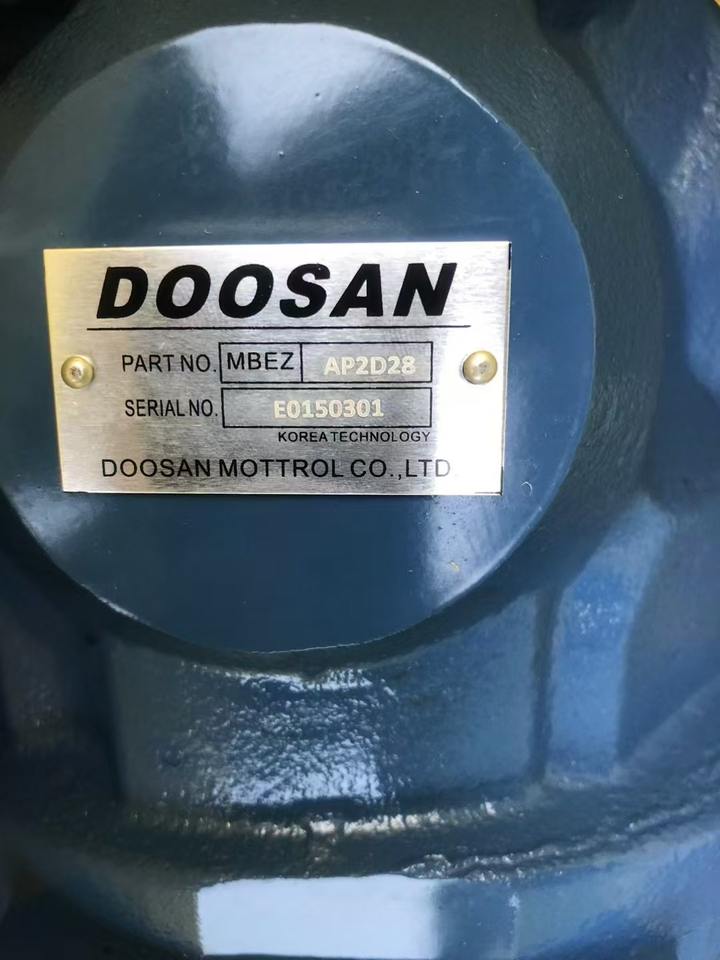 DOOSAN
PART NO. MBEZ AP2D28
SERIAL NO. E0150301
KOREA TECHNOLOGY
DOOSAN MOTTROL CO.,LTD